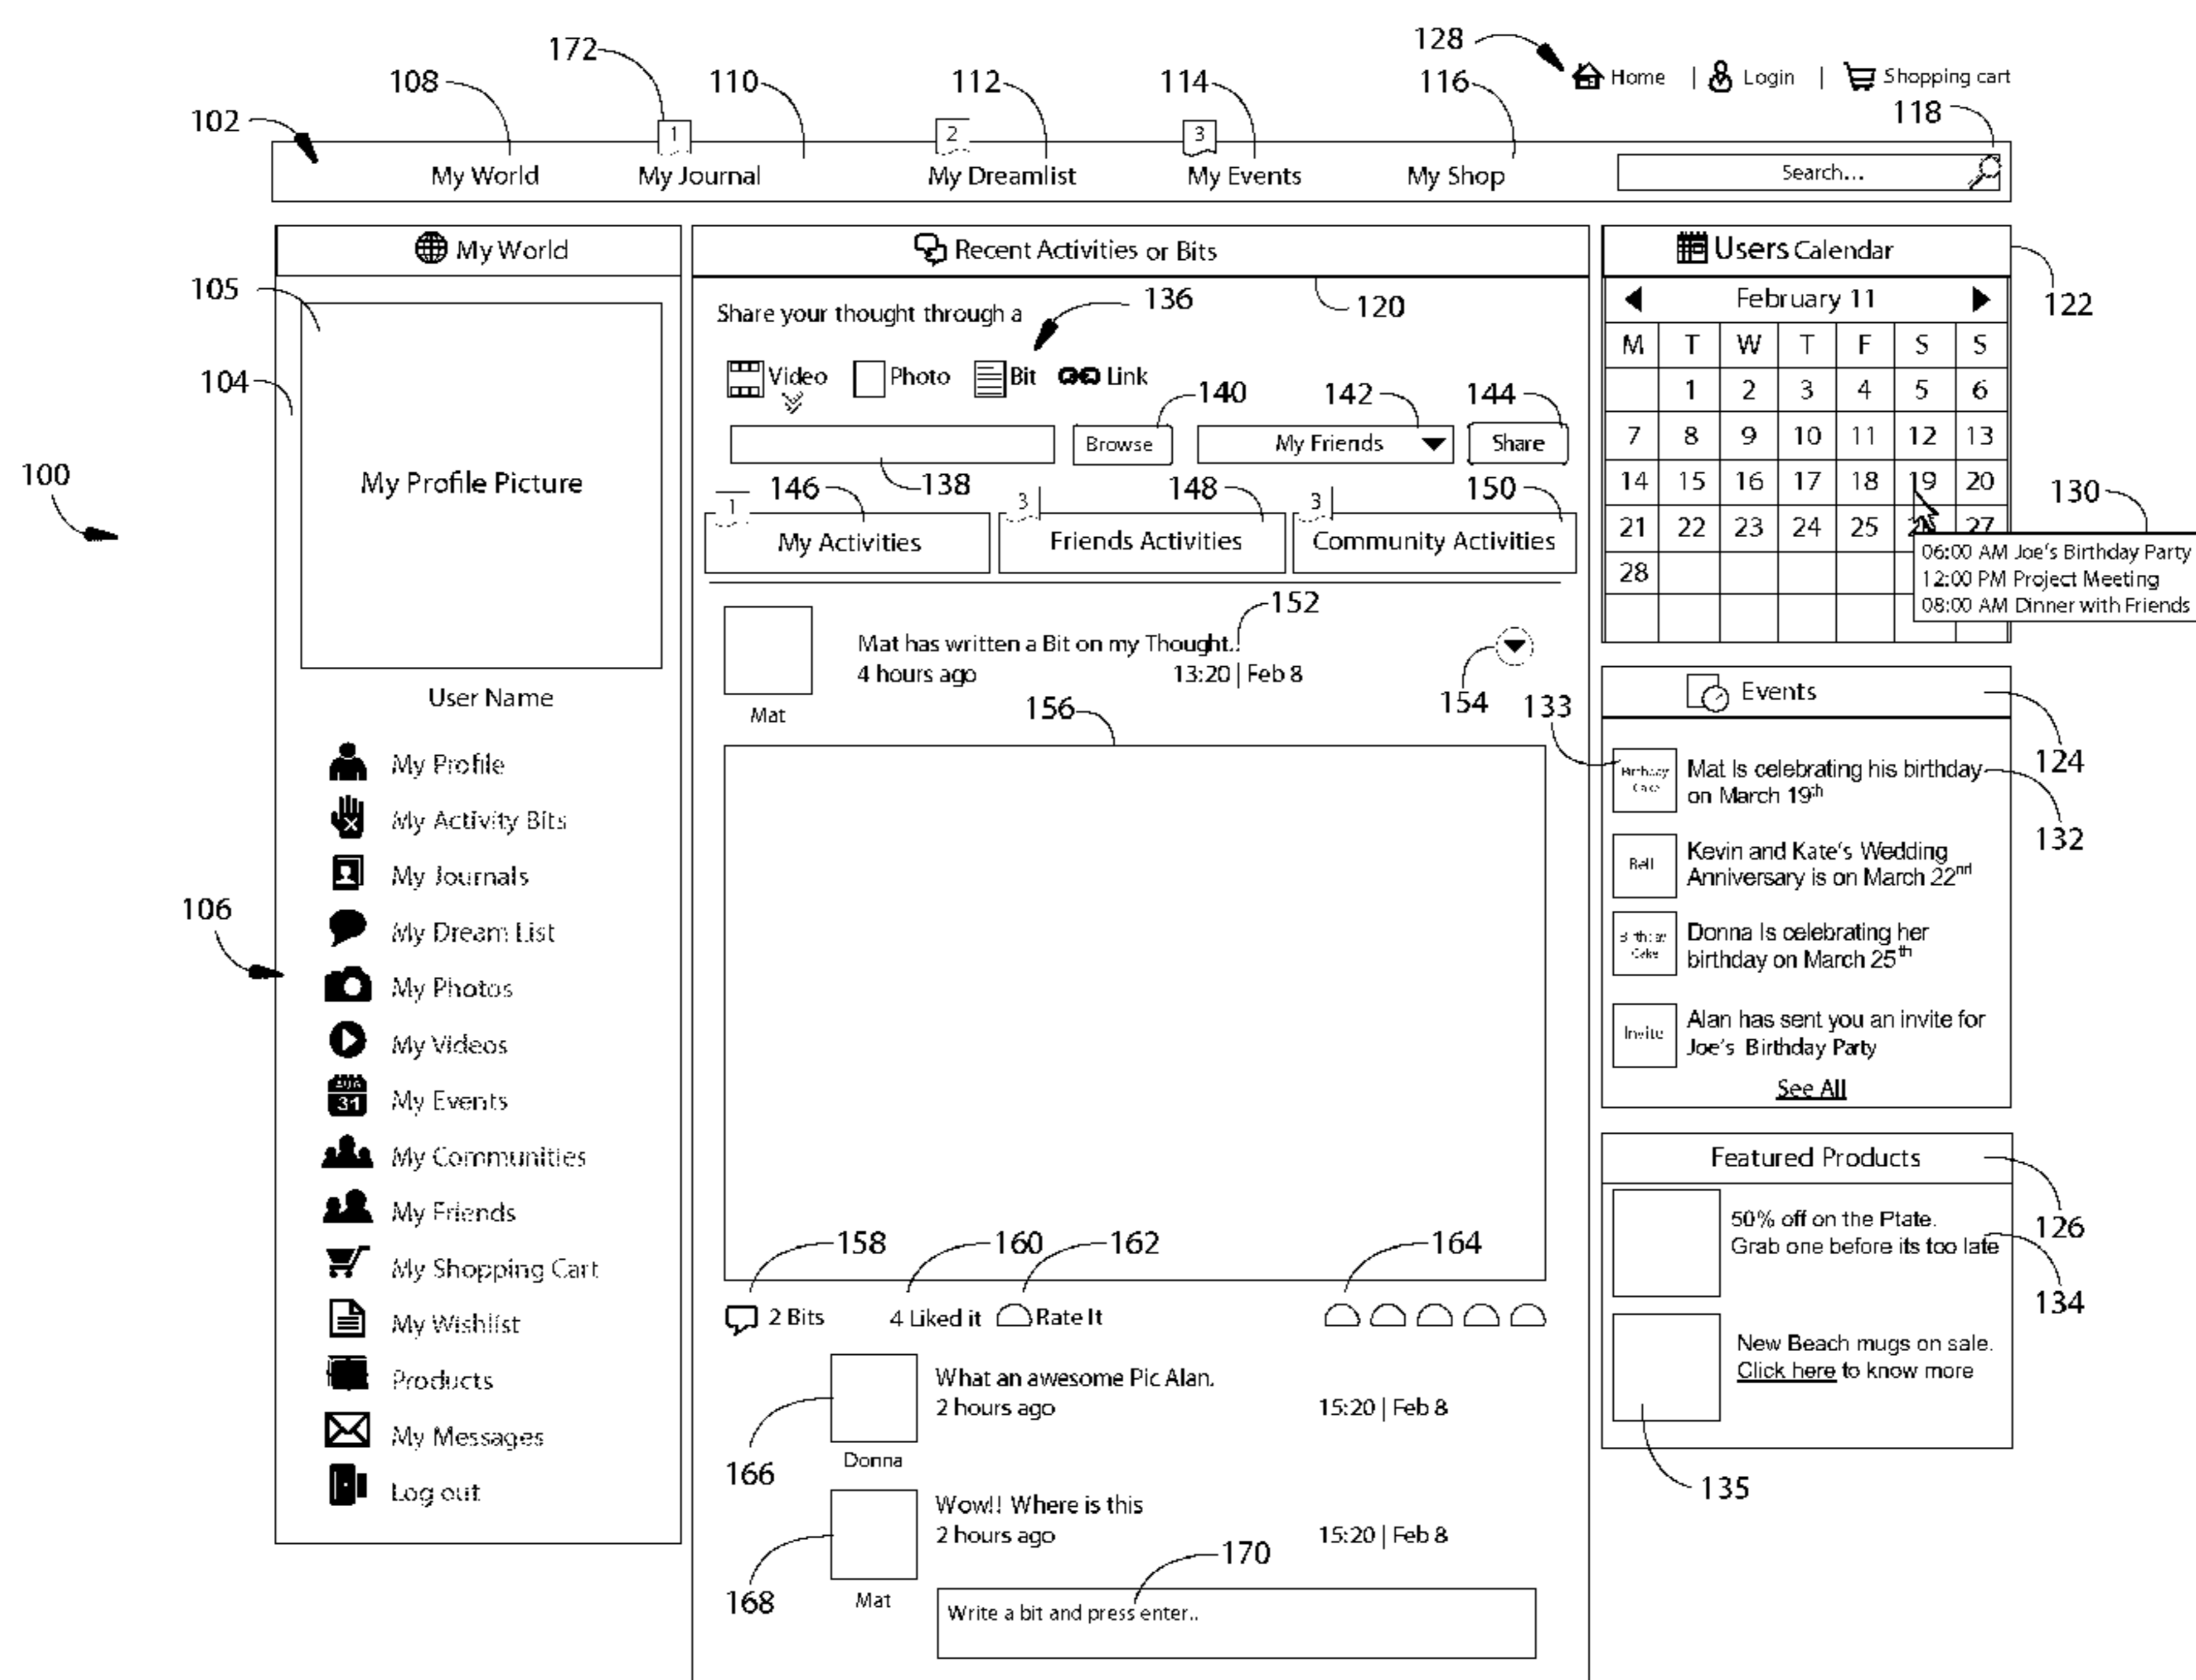 128
Home | Login | Shopping cart
172
108 110 112 114 116 118
102
1 2 3
My World My Journal My Dreamlist My Events My Shop Search...
My World
105
104
My Profile Picture
100
User Name
My Profile
My Activity Bits
My Journals
106
My Dream List
My Photos
My Videos
My Events
My Communities
My Friends
My Shopping Cart
My Wishlist
Products
My Messages
Log out
Recent Activities or Bits
120
Share your thought through a
136
Video Photo Bit Link
140 142 144
Browse My Friends Share
138
146 148 150
1 3 3
My Activities Friends Activities Community Activities
152
Mat has written a Bit on my Thought..
4 hours ago 13:20 | Feb 8
154
Mat
156
158 160 162 164
2 Bits 4 Liked it Rate It
What an awesome Pic Alan.
2 hours ago 15:20 | Feb 8
Donna
166
Wow!! Where is this
2 hours ago 15:20 | Feb 8
Mat
168
170
Write a bit and press enter..
Users Calendar
122
February 11
M T W T F S S
1 2 3 4 5 6
7 8 9 10 11 12 13
14 15 16 17 18 19 20
21 22 23 24 25 26 27
28
130
06:00 AM Joe's Birthday Party
12:00 PM Project Meeting
08:00 AM Dinner with Friends
Events
124
133
Birthday
Cake
Mat Is celebrating his birthday
on March 19th
132
Bell
Kevin and Kate's Wedding
Anniversary is on March 22nd
Birthday
Cake
Donna Is celebrating her
birthday on March 25th
Invite
Alan has sent you an invite for
Joe's Birthday Party
See All
Featured Products
126
50% off on the Ptate.
Grab one before its too late
134
New Beach mugs on sale.
Click here to know more
135